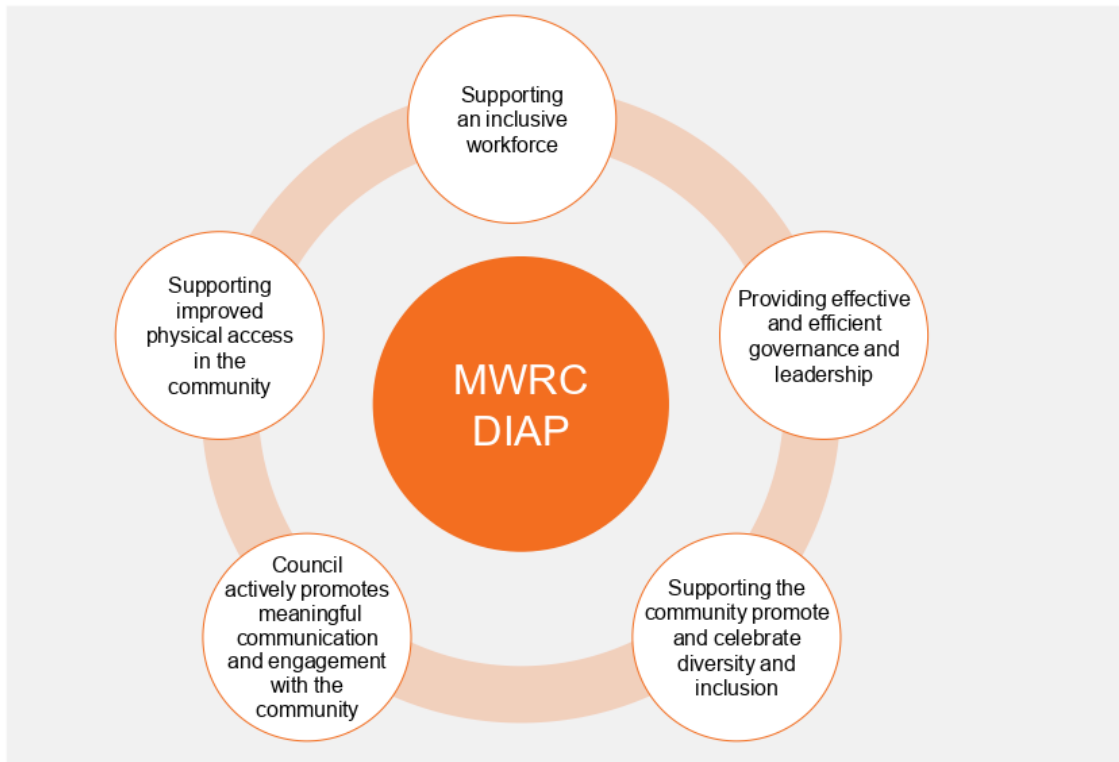 Supporting
an inclusive
workforce
Providing effective
and efficient
governance and
leadership
Supporting the
community promote
and celebrate
diversity and
inclusion
Council
actively promotes
meaningful
communication
and engagement
with the
community
Supporting
improved
physical access
in the
community
MWRC
DIAP